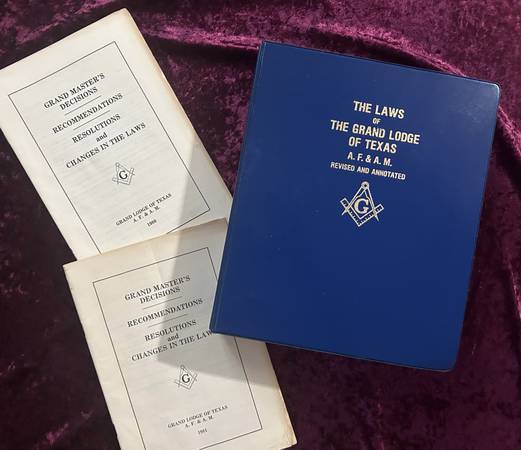 GRAND MASTER'S
DECISIONS
RECOMMENDATIONS
RESOLUTIONS
and
CHANGES IN THE LAWS
G
GRAND LODGE OF TEXAS
A. F. & A. M.
THE LAWS
OF
THE GRAND LODGE
OF TEXAS
A. F. & A. M.
REVISED AND ANNOTATED
G
GRAND MASTER'S
DECISIONS
RECOMMENDATIONS
RESOLUTIONS
and
CHANGES IN THE LAW
G
GRAND LODGE OF TEXAS
A. F. & A. M.
1981